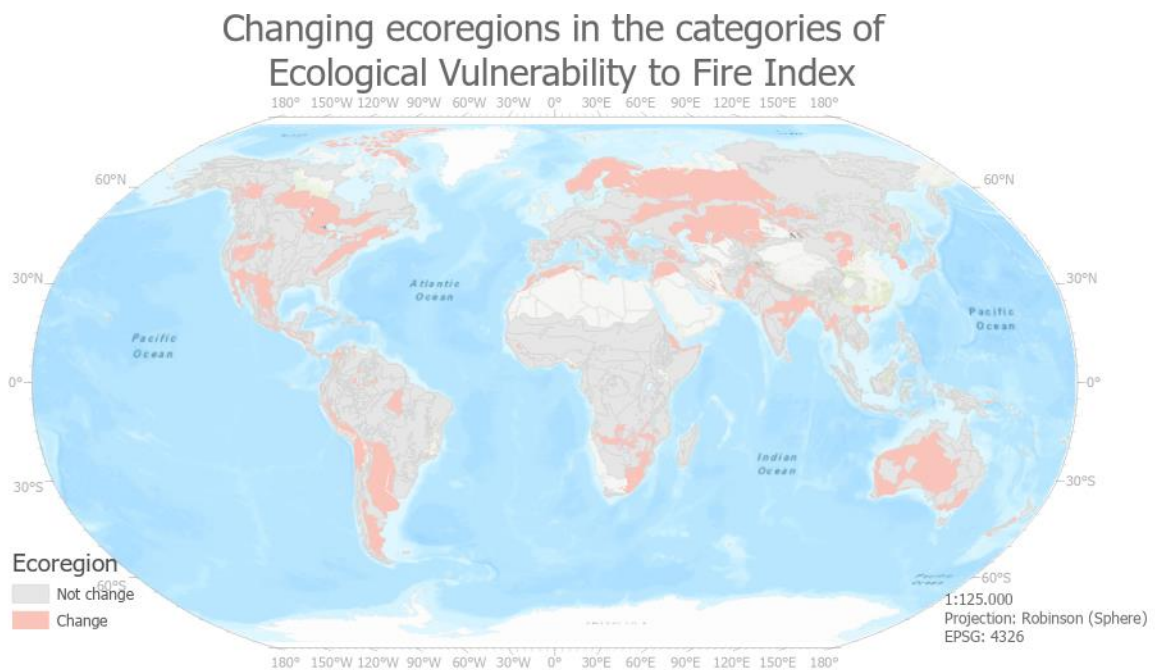 Changing ecoregions in the categories of
Ecological Vulnerability to Fire Index
180° 150°W 120°W 90°W 60°W 30°W 0° 30°E 60°E 90°E 120°E 150°E 180°
60°N 60°N
30°N 30°N
Atlantic
Ocean
Pacific
Ocean
Pacific
Ocean
0° 0°
Indian
Ocean
30°S 30°S
Ecoregion
Not change
Change
60°S 60°S
Pacific
Ocean
1:125.000
Projection: Robinson (Sphere)
EPSG: 4326
180° 150°W 120°W 90°W 60°W 30°W 0° 30°E 60°E 90°E 120°E 150°E 180°